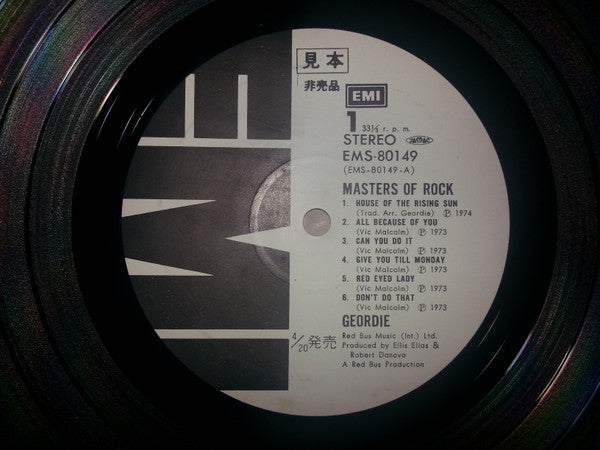 見本
非売品
EMI
1
33⅓ r. p. m.
STEREO
EMS-80149
(EMS-80149-A)
MASTERS OF ROCK
1. HOUSE OF THE RISING SUN
(Trad. Arr. Geordie) Ⓟ 1974
2. ALL BECAUSE OF YOU
(Vic Malcolm) Ⓟ 1973
3. CAN YOU DO IT
(Vic Malcolm) Ⓟ 1973
4. GIVE YOU TILL MONDAY
(Vic Malcolm) Ⓟ 1973
5. RED EYED LADY
(Vic Malcolm) Ⓟ 1973
6. DON'T DO THAT
(Vic Malcolm) Ⓟ 1973
GEORDIE
4/20発売
Red Bus Music (Int.) Ltd.
Produced by Ellis Elias &
Robert Danova
A Red Bus Production
EMI